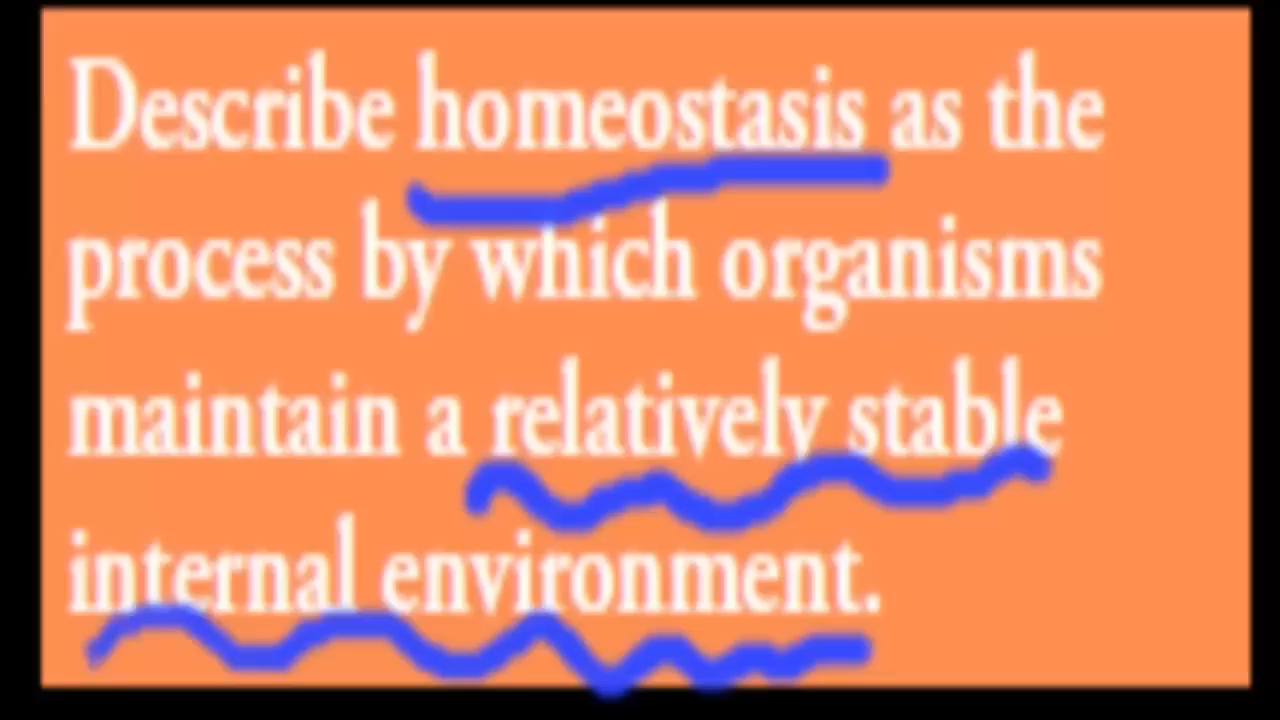 Describe homeostasis as the
process by which organisms
maintain a relatively stable
internal environment.